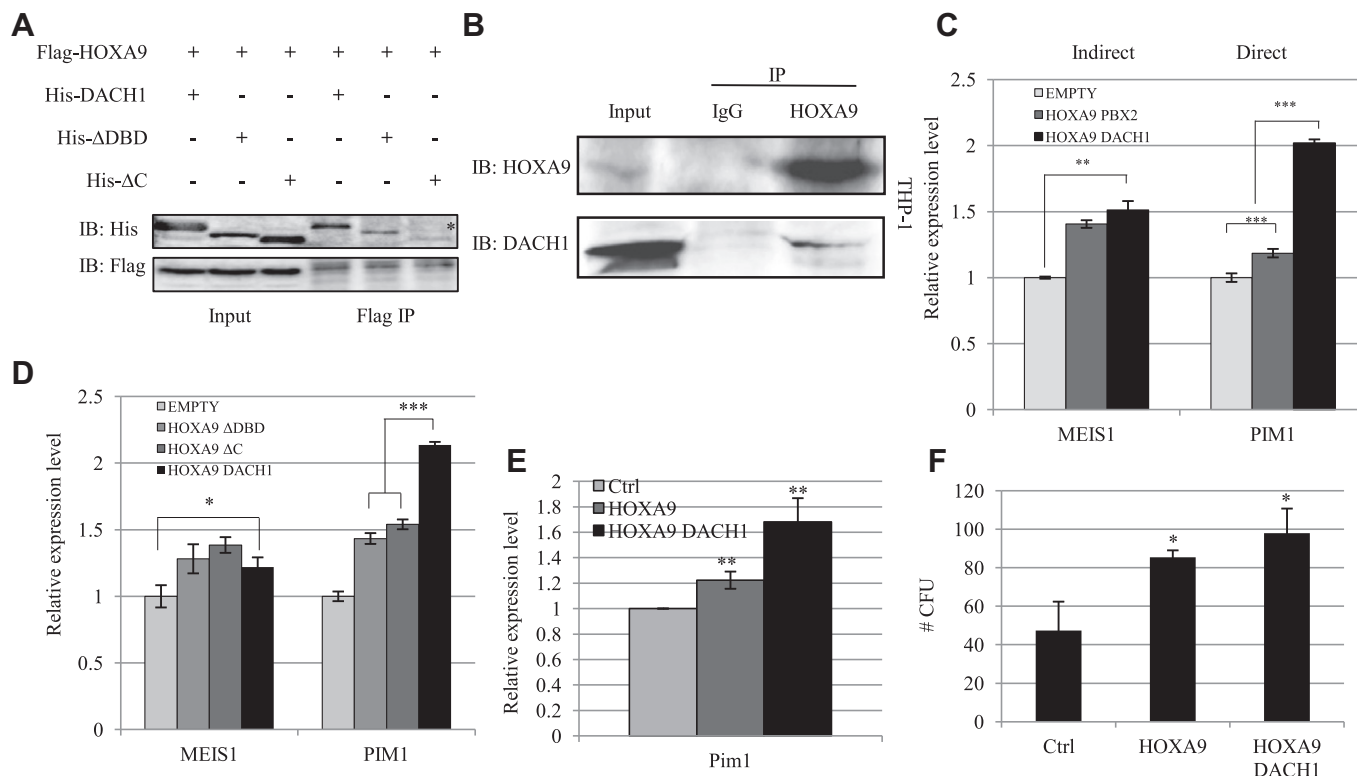 A
Flag-HOXA9 + + + + + +
His-DACH1 + - - + - -
His-ΔDBD - + - - + -
His-ΔC - - + - - +
IB: His
*
IB: Flag
Input Flag IP
B
IP
Input IgG HOXA9
IB: HOXA9
IB: DACH1
C
Indirect Direct
THP-1
Relative expression level
2.5
2
1.5
1
0.5
0
EMPTY
HOXA9 PBX2
HOXA9 DACH1
**
***
***
MEIS1 PIM1
D
Relative expression level
2.5
2
1.5
1
0.5
0
EMPTY
HOXA9 ΔDBD
HOXA9 ΔC
HOXA9 DACH1
*
***
MEIS1 PIM1
E
Relative expression level
2
1.8
1.6
1.4
1.2
1
0.8
0.6
0.4
0.2
0
Ctrl
HOXA9
HOXA9 DACH1
**
**
Pim1
F
# CFU
120
100
80
60
40
20
0
*
*
Ctrl HOXA9 HOXA9
DACH1